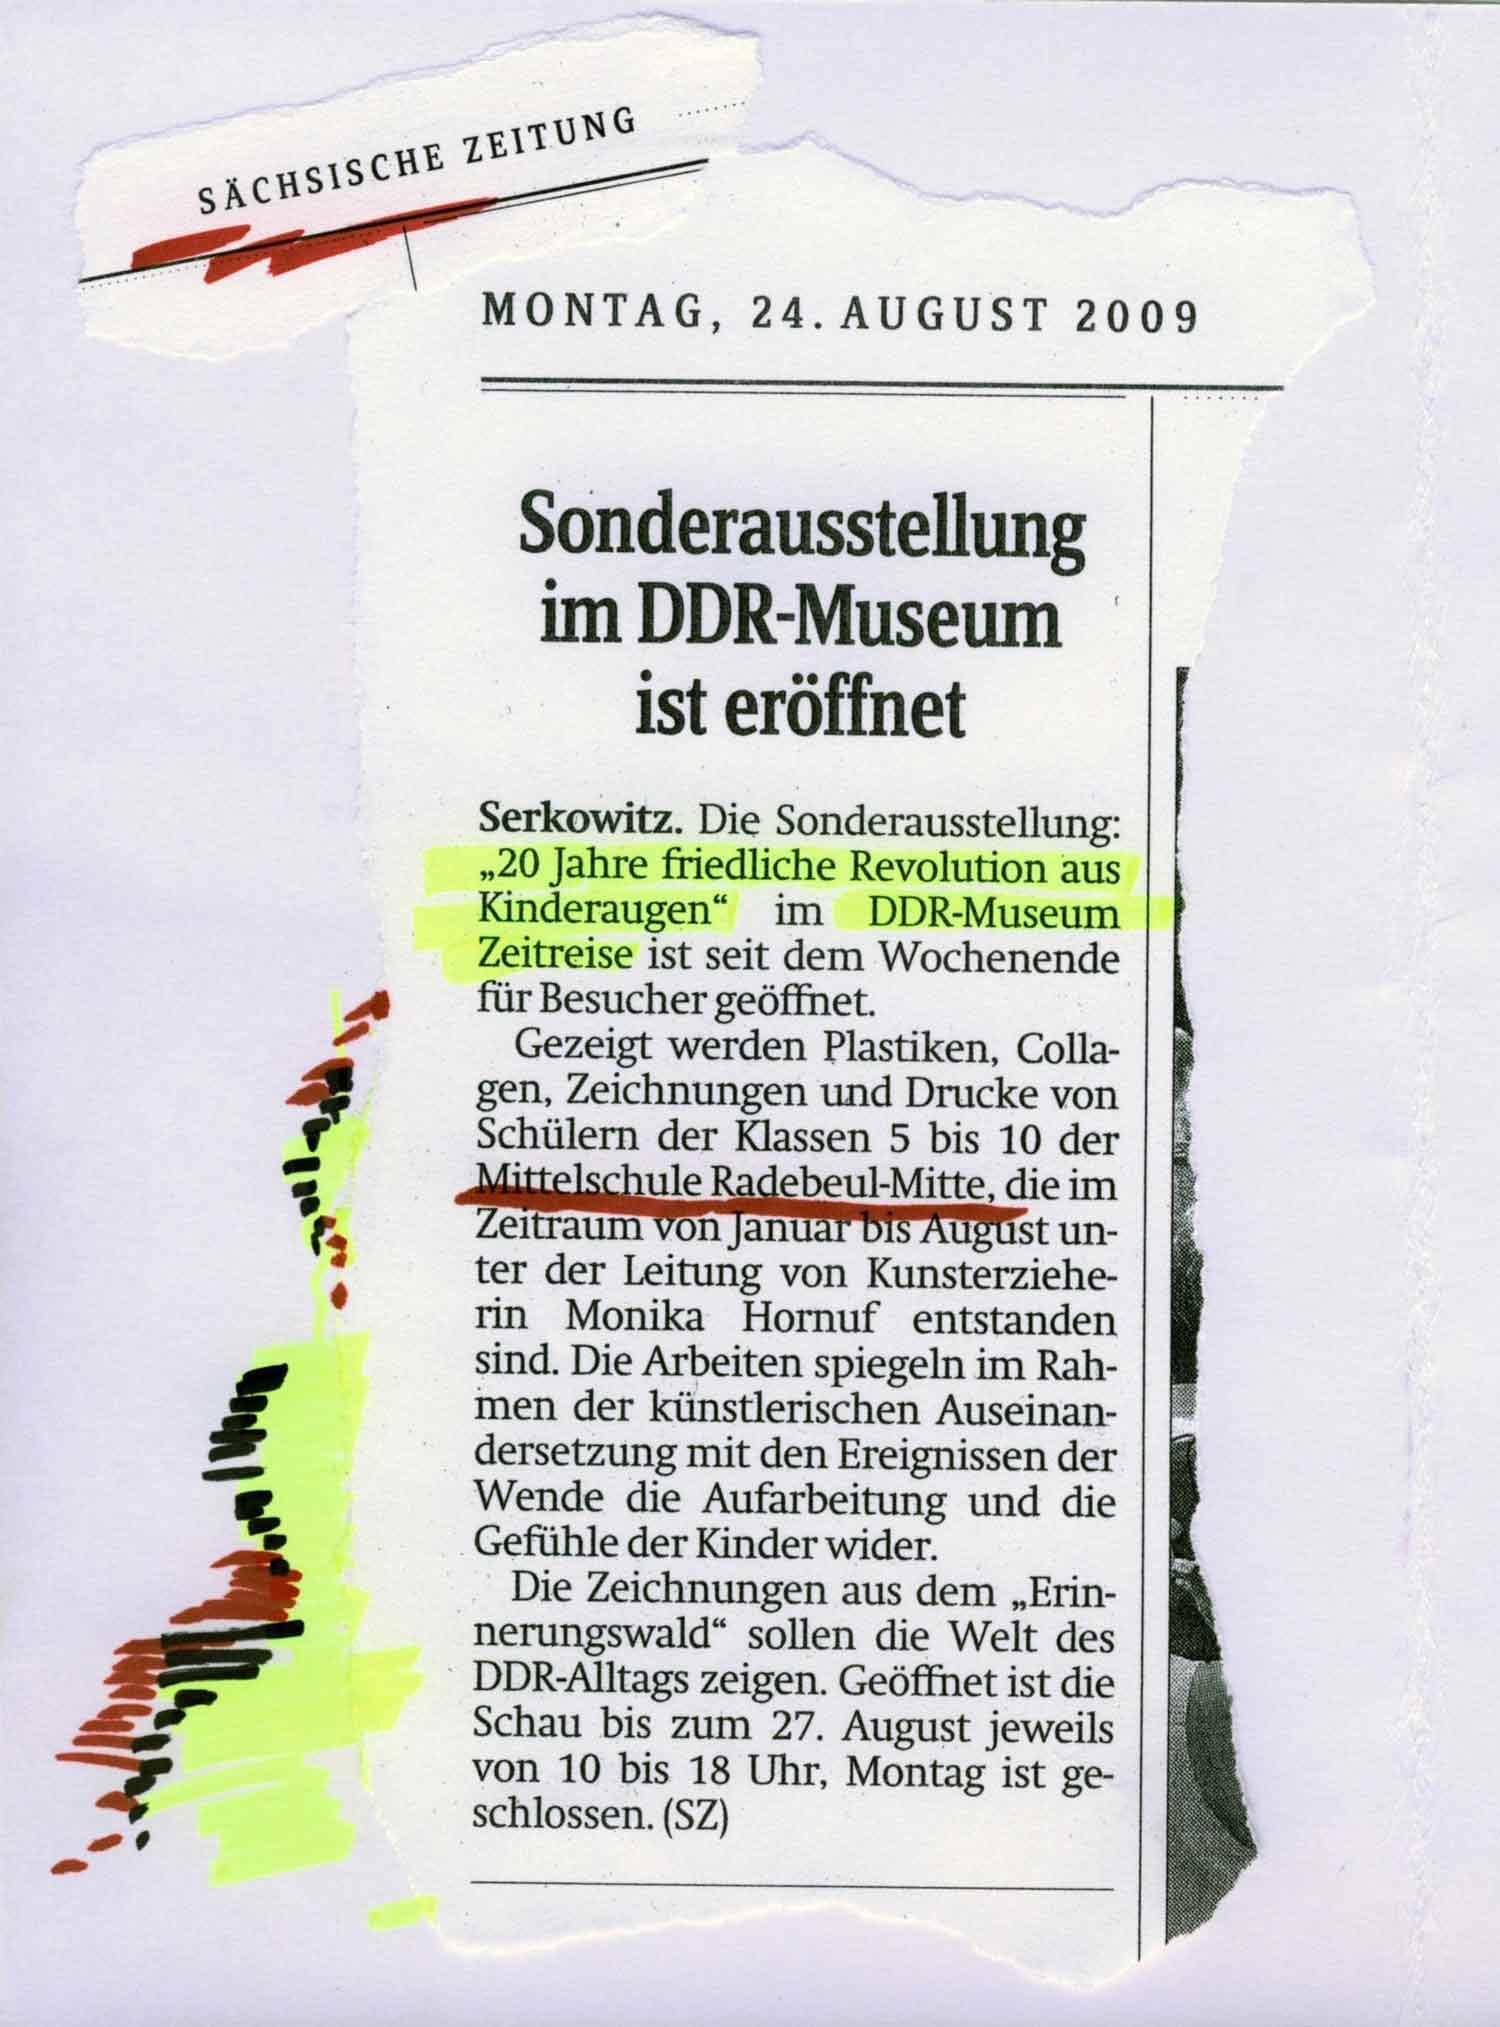 SÄCHSISCHE ZEITUNG
MONTAG, 24. AUGUST 2009
Sonderausstellung
im DDR-Museum
ist eröffnet
Serkowitz. Die Sonderausstellung:
„20 Jahre friedliche Revolution aus
Kinderaugen“ im DDR-Museum
Zeitreise ist seit dem Wochenende
für Besucher geöffnet.
Gezeigt werden Plastiken, Colla-
gen, Zeichnungen und Drucke von
Schülern der Klassen 5 bis 10 der
Mittelschule Radebeul-Mitte, die im
Zeitraum von Januar bis August un-
ter der Leitung von Kunsterziehe-
rin Monika Hornuf entstanden
sind. Die Arbeiten spiegeln im Rah-
men der künstlerischen Auseinan-
dersetzung mit den Ereignissen der
Wende die Aufarbeitung und die
Gefühle der Kinder wider.
Die Zeichnungen aus dem „Erin-
nerungswald“ sollen die Welt des
DDR-Alltags zeigen. Geöffnet ist die
Schau bis zum 27. August jeweils
von 10 bis 18 Uhr, Montag ist ge-
schlossen. (SZ)